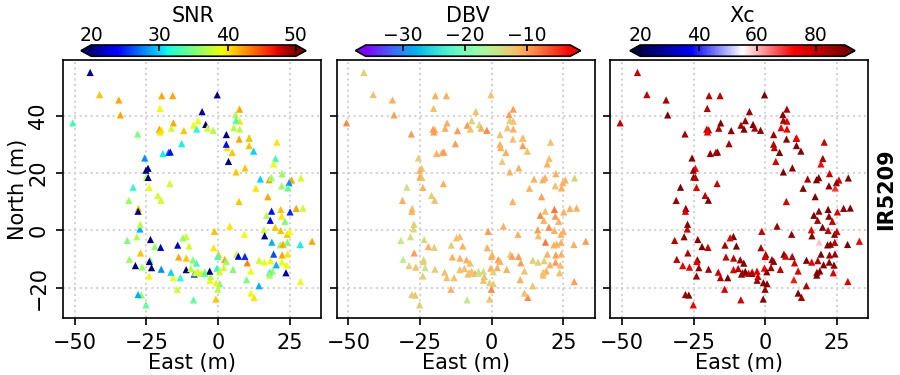 SNR
DBV
Xc
20 30 40 50
−30 −20 −10
20 40 60 80
North (m)
40
20
0
−20
−50 −25 0 25
−50 −25 0 25
−50 −25 0 25
East (m)
East (m)
East (m)
IR5209